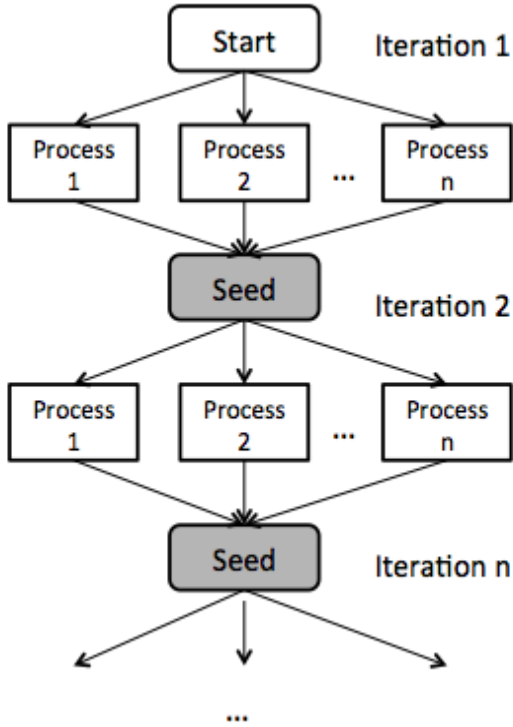 Start
Iteration 1
Process
1
Process
2
...
Process
n
Seed
Iteration 2
Process
1
Process
2
...
Process
n
Seed
Iteration n
...